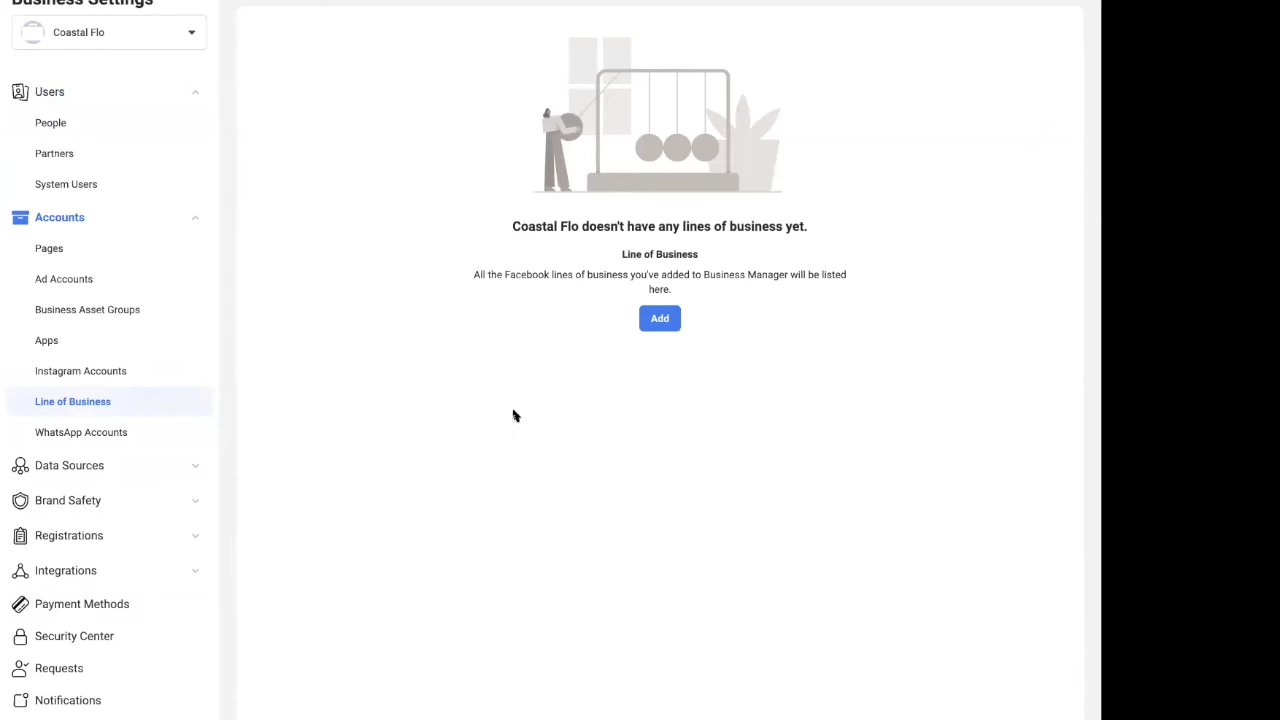 Business Settings
Coastal Flo
Users
People
Partners
System Users
Accounts
Pages
Ad Accounts
Business Asset Groups
Apps
Instagram Accounts
Line of Business
WhatsApp Accounts
Data Sources
Brand Safety
Registrations
Integrations
Payment Methods
Security Center
Requests
Notifications
Coastal Flo doesn't have any lines of business yet.
Line of Business
All the Facebook lines of business you've added to Business Manager will be listed
here.
Add